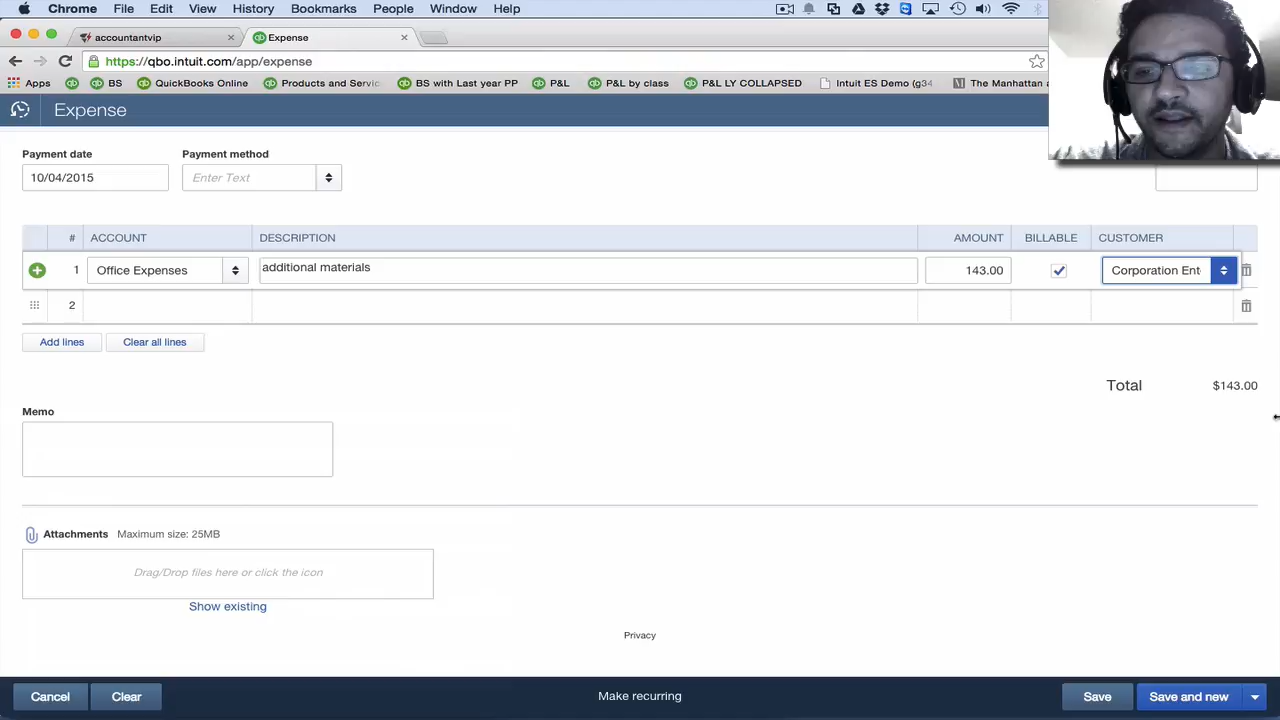 Chrome File Edit View History Bookmarks People Window Help
accountantvip × Expense ×
https://qbo.intuit.com/app/expense
Apps BS QuickBooks Online Products and Servic BS with Last year PP P&L P&L by class P&L LY COLLAPSED Intuit ES Demo (g34 The Manhattan a
Expense
Payment date Payment method
10/04/2015 Enter Text
# ACCOUNT DESCRIPTION AMOUNT BILLABLE CUSTOMER
1 Office Expenses additional materials 143.00 Corporation Ent
2
Add lines Clear all lines
Total $143.00
Memo
Attachments Maximum size: 25MB
Drag/Drop files here or click the icon
Show existing
Privacy
Cancel Clear Make recurring Save Save and new